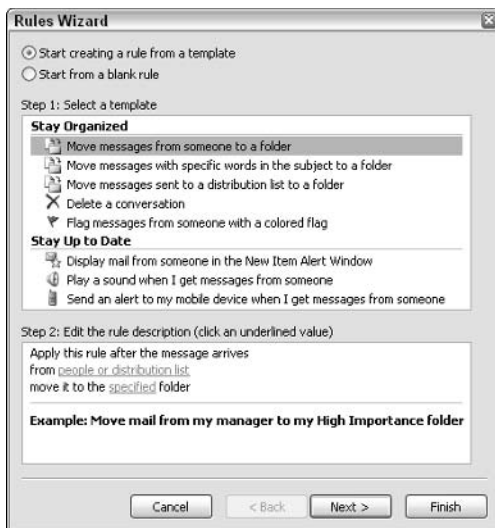 Rules Wizard
Start creating a rule from a template
Start from a blank rule
Step 1: Select a template
Stay Organized
Move messages from someone to a folder
Move messages with specific words in the subject to a folder
Move messages sent to a distribution list to a folder
Delete a conversation
Flag messages from someone with a colored flag
Stay Up to Date
Display mail from someone in the New Item Alert Window
Play a sound when I get messages from someone
Send an alert to my mobile device when I get messages from someone
Step 2: Edit the rule description (click an underlined value)
Apply this rule after the message arrives
from people or distribution list
move it to the specified folder
Example: Move mail from my manager to my High Importance folder
Cancel
< Back
Next >
Finish